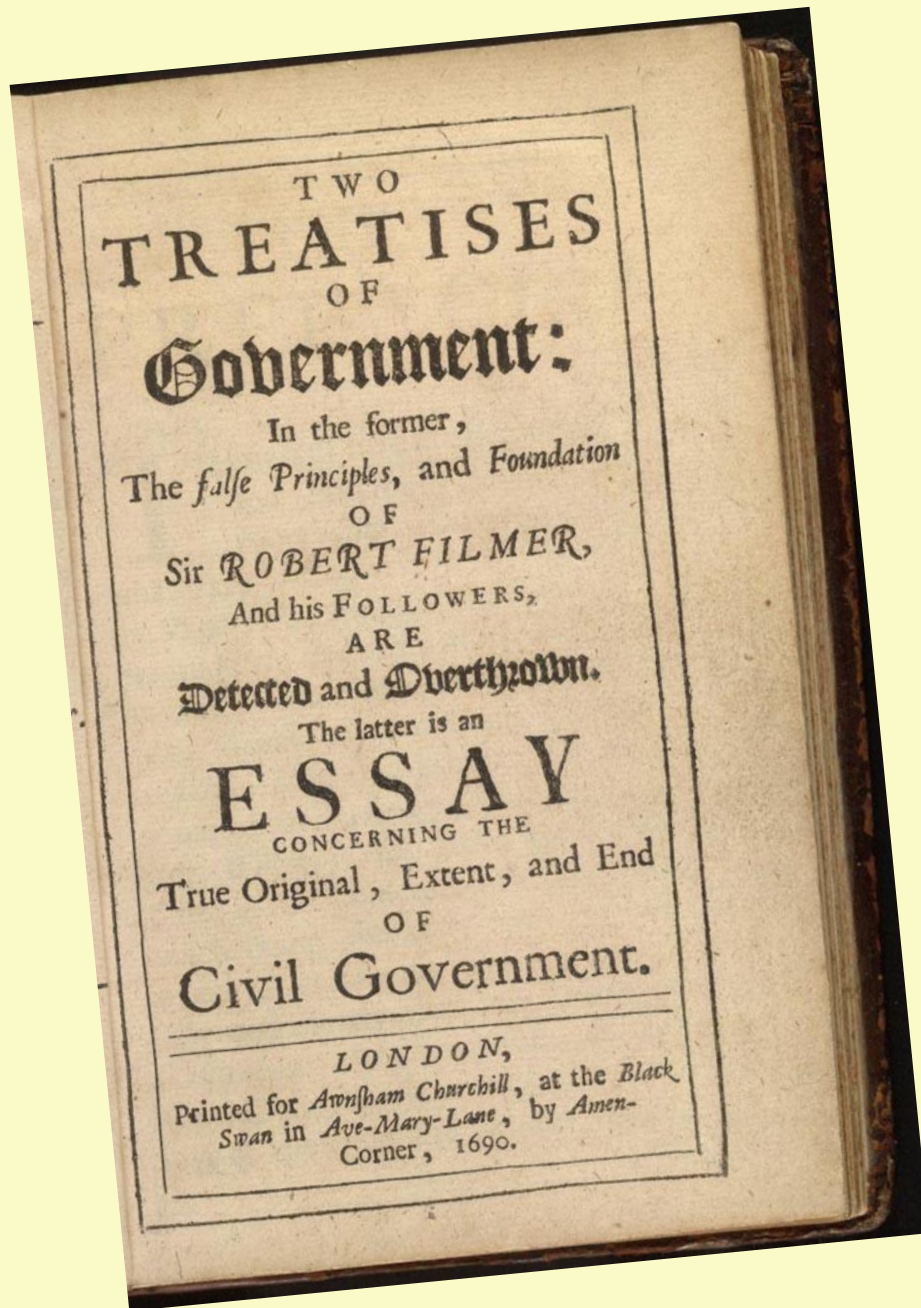 TWO
TREATISES
OF
Government:
In the former,
The falſe Principles, and Foundation
OF
Sir ROBERT FILMER,
And his FOLLOWERS,
ARE
Detected and Overthrown.
The latter is an
ESSAY
CONCERNING THE
True Original, Extent, and End
OF
Civil Government.
LONDON,
Printed for Awnſham Churchill, at the Black
Swan in Ave-Mary-Lane, by Amen-
Corner, 1690.